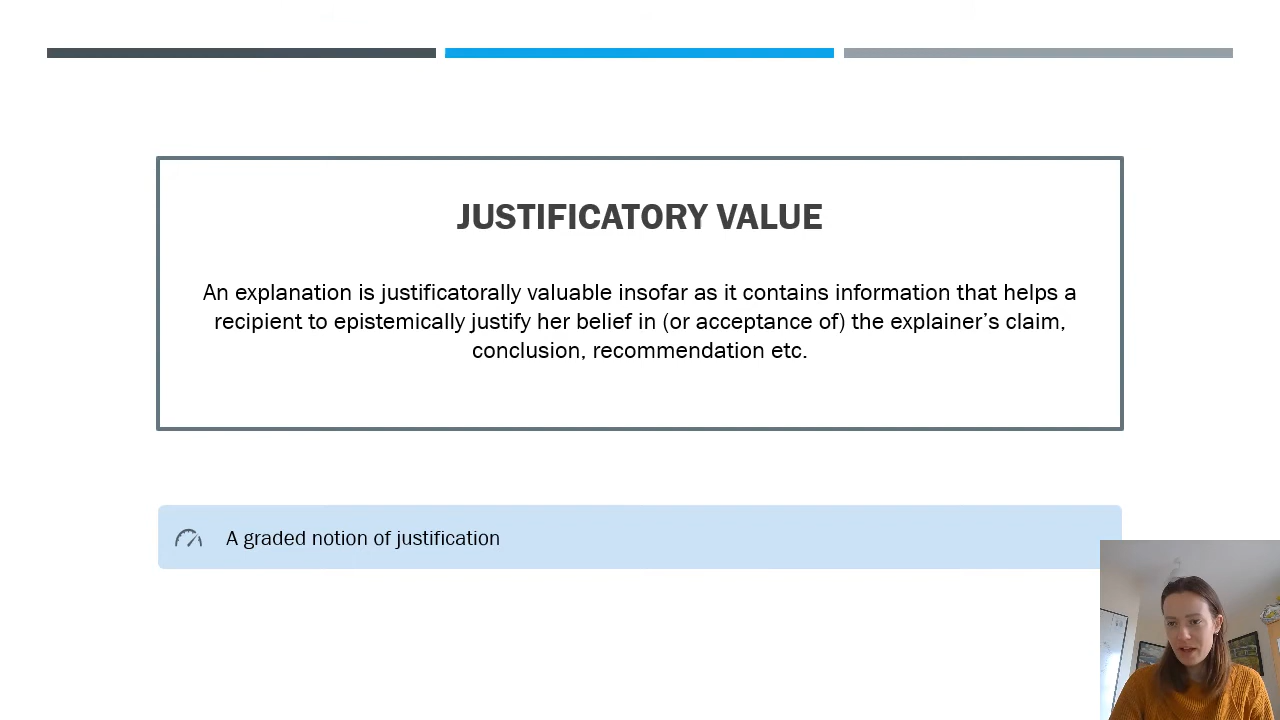 JUSTIFICATORY VALUE
An explanation is justificatorally valuable insofar as it contains information that helps a
recipient to epistemically justify her belief in (or acceptance of) the explainer’s claim,
conclusion, recommendation etc.
A graded notion of justification